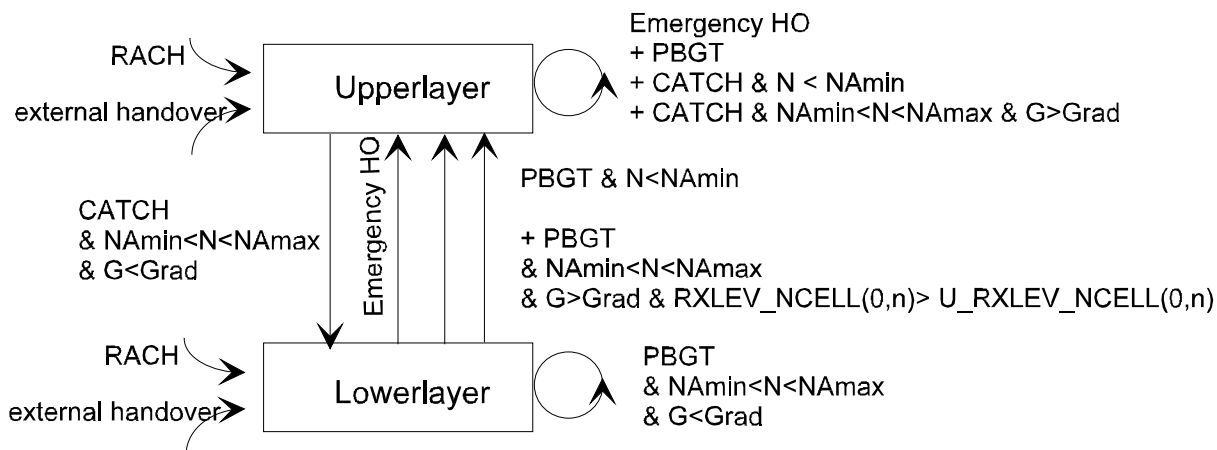 RACH
external handover
Upperlayer
Emergency HO
+ PBGT
+ CATCH & N < NAmin
+ CATCH & NAmin<N<NAmax & G>Grad
CATCH
& NAmin<N<NAmax
& G<Grad
Emergency HO
PBGT & N<NAmin
+ PBGT
& NAmin<N<NAmax
& G>Grad & RXLEV_NCELL(0,n)> U_RXLEV_NCELL(0,n)
RACH
external handover
Lowerlayer
PBGT
& NAmin<N<NAmax
& G<Grad